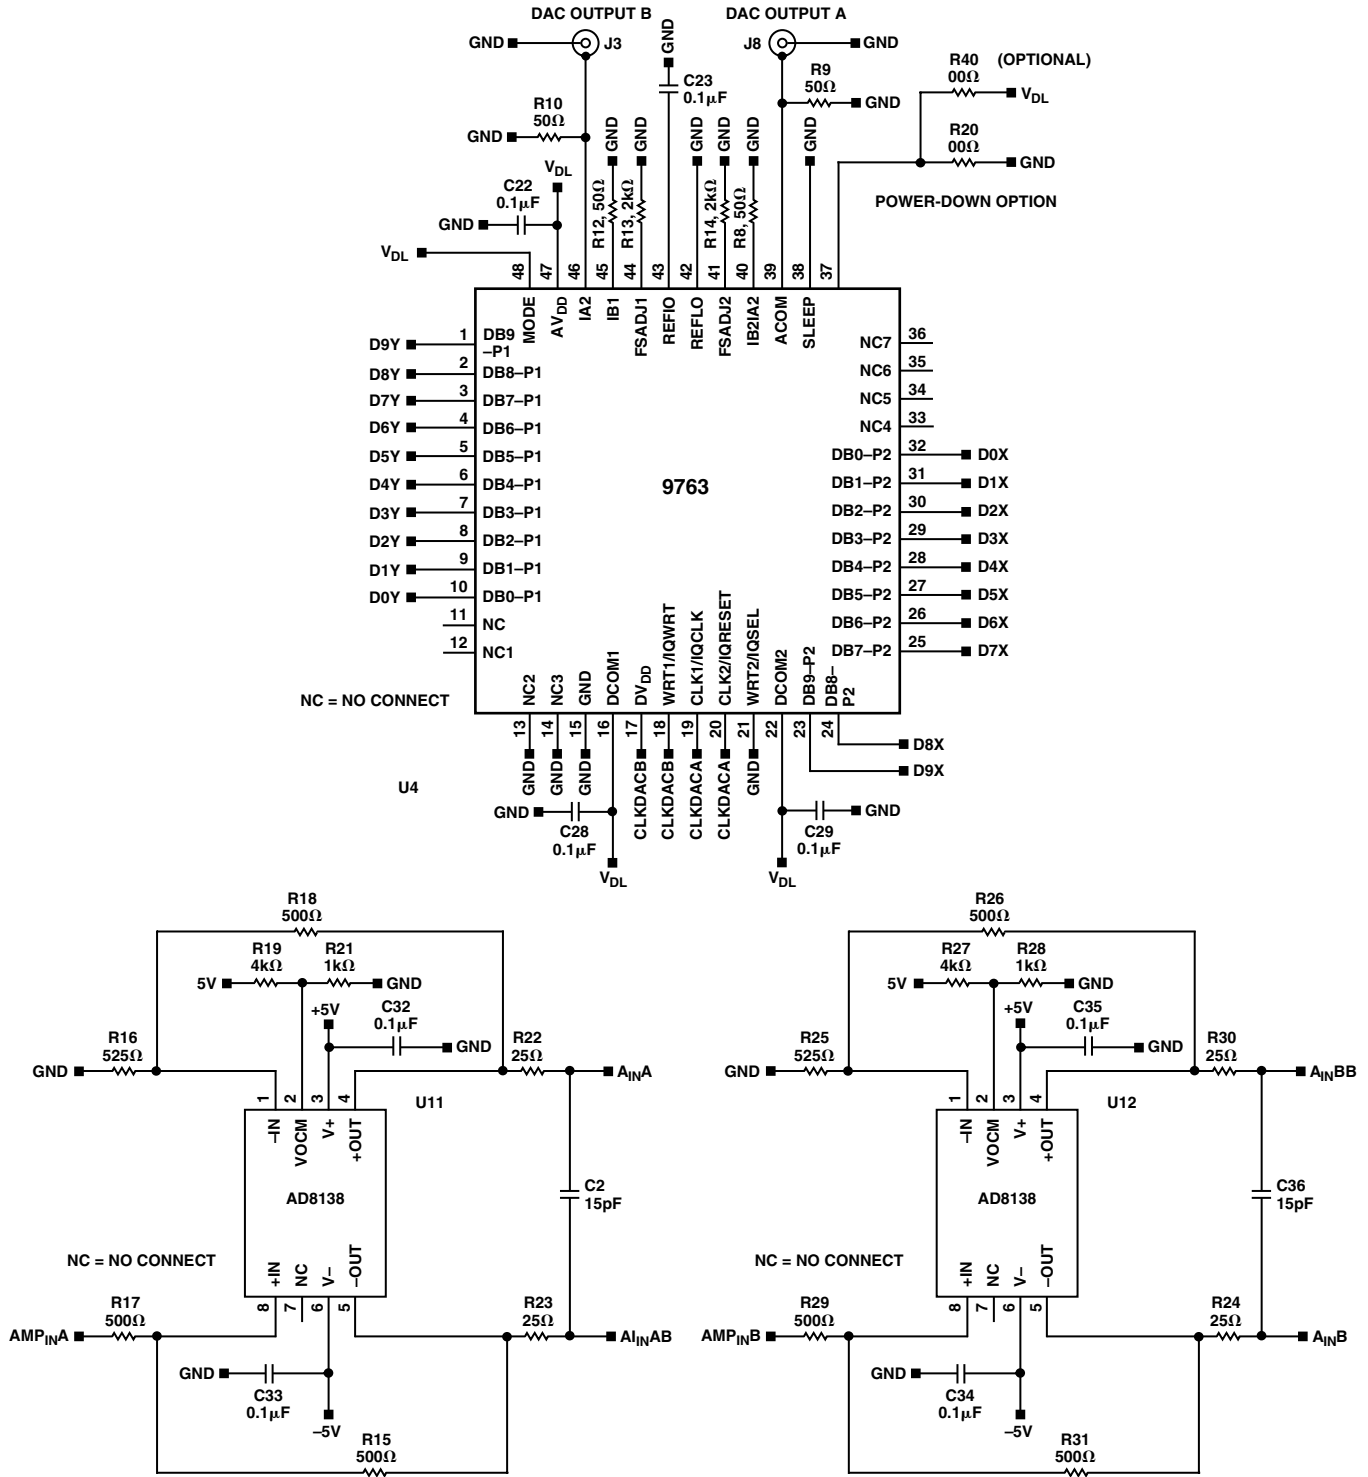 DAC OUTPUT B
DAC OUTPUT A
GND
J3
GND
J8
GND
R40
00Ω
(OPTIONAL)
VDL
C23
0.1µF
R9
50Ω
GND
R10
50Ω
GND
R20
00Ω
GND
VDL
C22
0.1µF
GND
GND
GND
GND
GND
GND
GND
R12, 50Ω
R13, 2kΩ
R14, 2kΩ
R8, 50Ω
POWER-DOWN OPTION
VDL
48
47
46
45
44
43
42
41
40
39
38
37
MODE
AVDD
IA2
IB1
FSADJ1
REFIO
REFLO
FSADJ2
IB2IA2
ACOM
SLEEP
D9Y 1 DB9
–P1
D8Y 2 DB8–P1
D7Y 3 DB7–P1
D6Y 4 DB6–P1
D5Y 5 DB5–P1
D4Y 6 DB4–P1
D3Y 7 DB3–P1
D2Y 8 DB2–P1
D1Y 9 DB1–P1
D0Y 10 DB0–P1
11 NC
12 NC1
9763
NC7 36
NC6 35
NC5 34
NC4 33
DB0–P2 32 D0X
DB1–P2 31 D1X
DB2–P2 30 D2X
DB3–P2 29 D3X
DB4–P2 28 D4X
DB5–P2 27 D5X
DB6–P2 26 D6X
DB7–P2 25 D7X
NC2
NC3
GND
DCOM1
DVDD
WRT1/IQWRT
CLK1/IQCLK
CLK2/IQRESET
WRT2/IQSEL
DCOM2
DB9–P2
DB8–
P2
NC = NO CONNECT
13
14
15
16
17
18
19
20
21
22
23
24
D8X
D9X
U4
GND
GND
GND
CLKDACB
CLKDACB
CLKDACA
CLKDACA
GND
GND
C28
0.1µF
VDL
C29
0.1µF
GND
VDL
R18
500Ω
R19
4kΩ
R21
1kΩ
5V
GND
+5V
C32
0.1µF
GND
R16
525Ω
GND
R22
25Ω
AINA
U11
1
2
3
4
–IN
VOCM
V+
+OUT
AD8138
C2
15pF
NC = NO CONNECT
+IN
NC
V–
–OUT
8
7
6
5
R17
500Ω
AMPINA
R23
25Ω
AIINAB
GND
C33
0.1µF
–5V
R15
500Ω
R26
500Ω
R27
4kΩ
R28
1kΩ
5V
GND
+5V
C35
0.1µF
GND
R25
525Ω
GND
R30
25Ω
AINBB
U12
1
2
3
4
–IN
VOCM
V+
+OUT
AD8138
C36
15pF
NC = NO CONNECT
+IN
NC
V–
–OUT
8
7
6
5
R29
500Ω
AMPINB
R24
25Ω
AINB
GND
C34
0.1µF
–5V
R31
500Ω